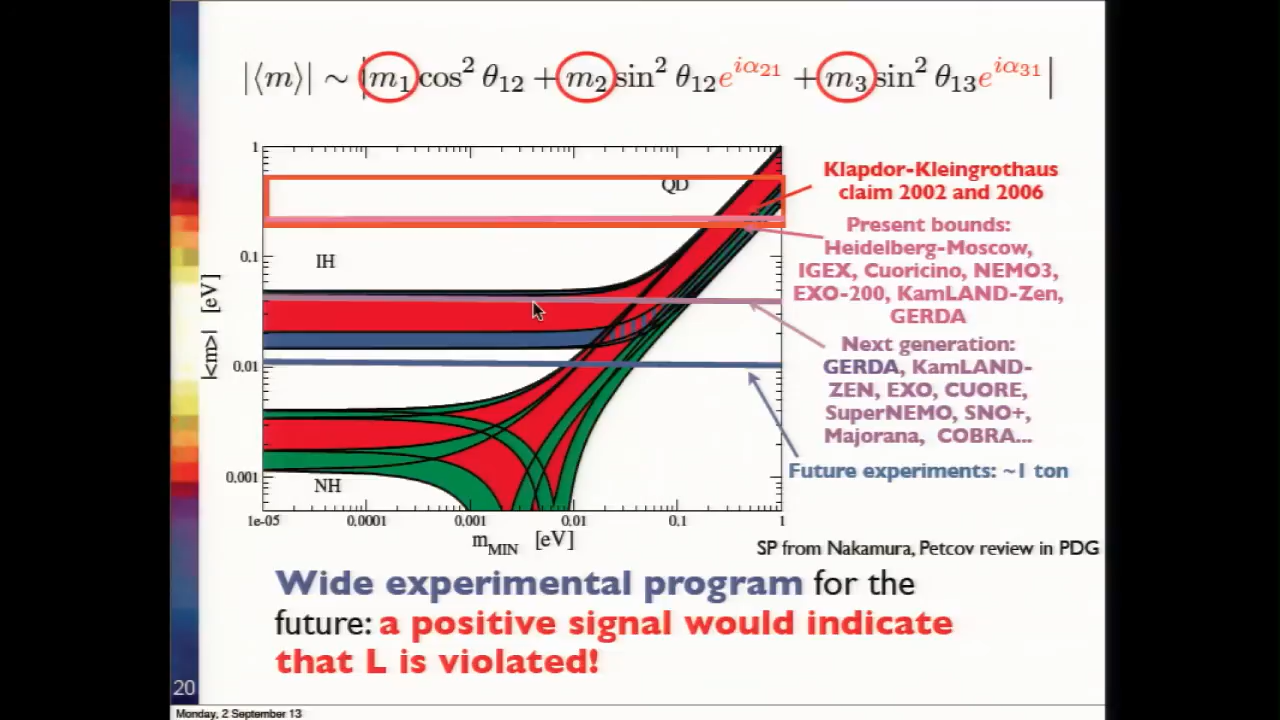 |⟨m⟩| ∼ |m₁ cos² θ₁₂ + m₂ sin² θ₁₂ e^{iα₂₁} + m₃ sin² θ₁₃ e^{iα₃₁}|
1
QD
IH
0.1
|<m>| [eV]
0.01
0.001
NH
1e-05 0.0001 0.001 0.01 0.1 1
m_MIN [eV]
Klapdor-Kleingrothaus
claim 2002 and 2006
Present bounds:
Heidelberg-Moscow,
IGEX, Cuoricino, NEMO3,
EXO-200, KamLAND-Zen,
GERDA
Next generation:
GERDA, KamLAND-
ZEN, EXO, CUORE,
SuperNEMO, SNO+,
Majorana, COBRA...
Future experiments: ~1 ton
SP from Nakamura, Petcov review in PDG
Wide experimental program for the
future: a positive signal would indicate
that L is violated!
20
Monday, 2 September 13